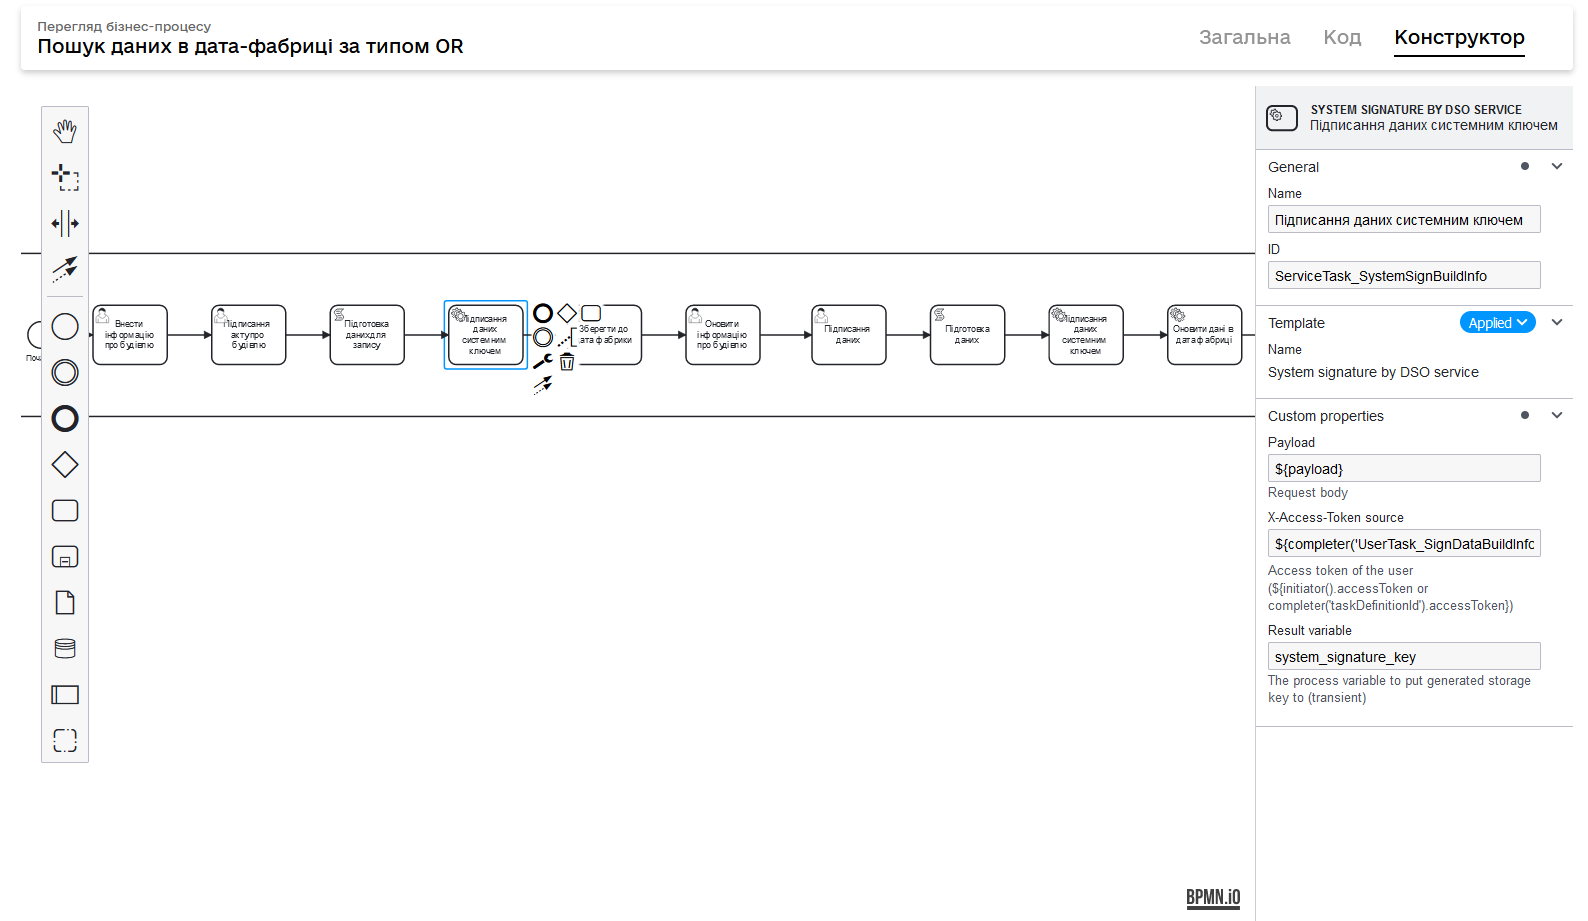 Перегляд бізнес-процесу
Пошук даних в дата-фабриці за типом OR
Загальна
Код
Конструктор
Внести
інформацію
про будівлю
Підписання
акту про
будівлю
Підготовка
даних для
запису
Підписання
даних
системним
ключем
Зберегти до
фабрики
Оновити
інформацію
про будівлю
Підписання
даних
Підготовка
даних
Підписання
даних
системним
ключем
Оновити дані в
дата фабриці
SYSTEM SIGNATURE BY DSO SERVICE
Підписання даних системним ключем
General
Name
Підписання даних системним ключем
ID
ServiceTask_SystemSignBuildInfo
Template
Applied
Name
System signature by DSO service
Custom properties
Payload
${payload}
Request body
X-Access-Token source
${completer('UserTask_SignDataBuildInfo
Access token of the user
(${initiator().accessToken or
completer('taskDefinitionId').accessToken})
Result variable
system_signature_key
The process variable to put generated storage
key to (transient)
BPMN.iO